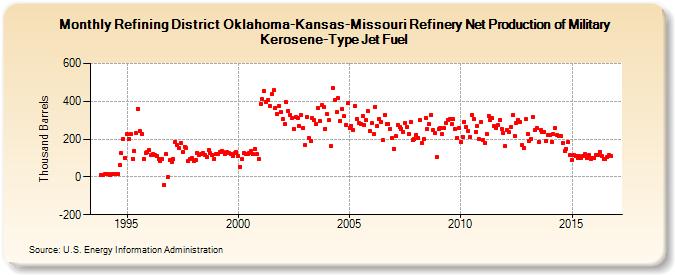 Monthly Refining District Oklahoma-Kansas-Missouri Refinery Net Production of Military
Kerosene-Type Jet Fuel
Thousand Barrels
600
400
200
0
-200
1995
2000
2005
2010
2015
Source: U.S. Energy Information Administration